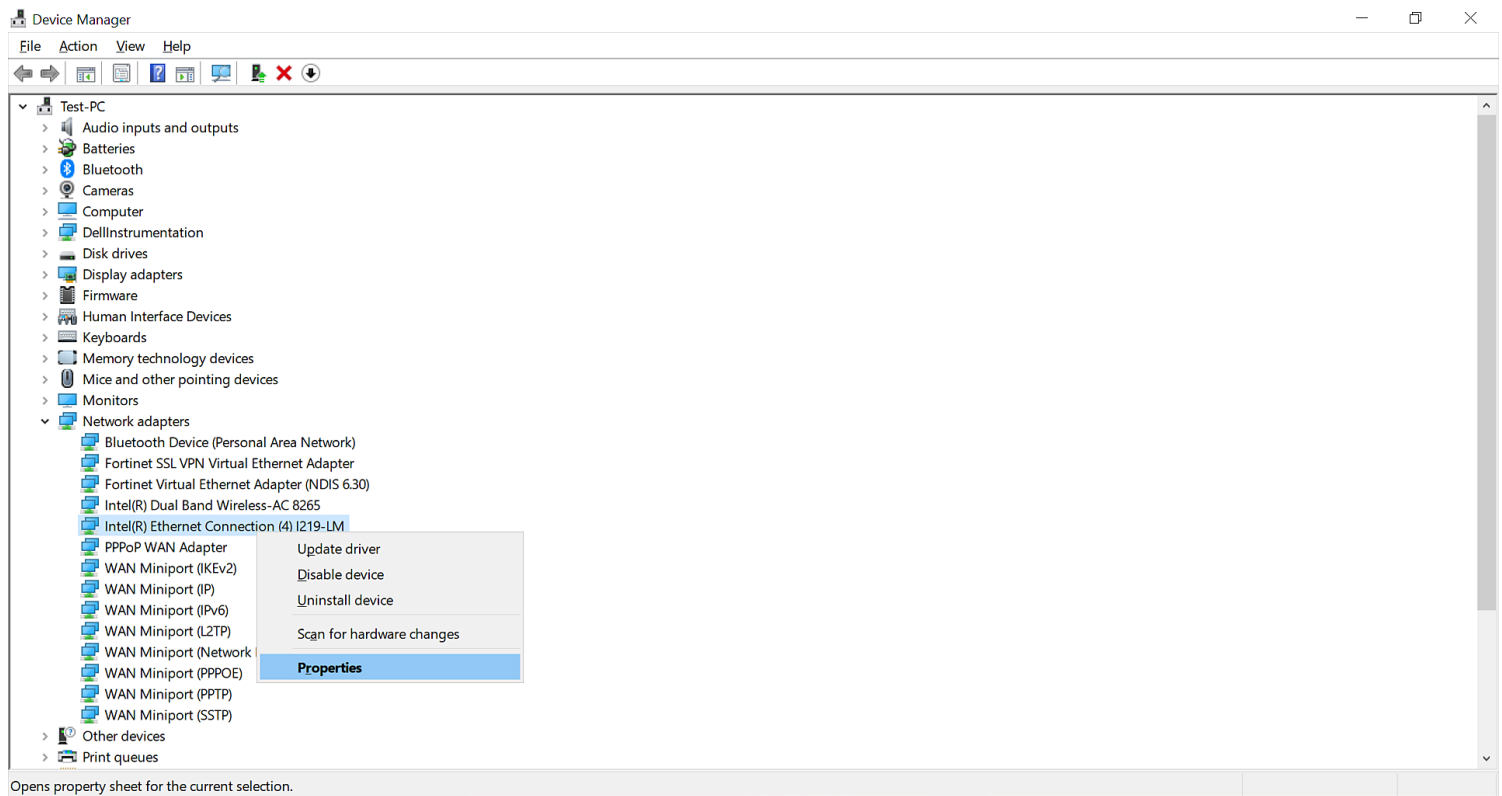 Device Manager
File Action View Help
Test-PC
Audio inputs and outputs
Batteries
Bluetooth
Cameras
Computer
DellInstrumentation
Disk drives
Display adapters
Firmware
Human Interface Devices
Keyboards
Memory technology devices
Mice and other pointing devices
Monitors
Network adapters
Bluetooth Device (Personal Area Network)
Fortinet SSL VPN Virtual Ethernet Adapter
Fortinet Virtual Ethernet Adapter (NDIS 6.30)
Intel(R) Dual Band Wireless-AC 8265
Intel(R) Ethernet Connection (4) I219-LM
PPPoP WAN Adapter
WAN Miniport (IKEv2)
WAN Miniport (IP)
WAN Miniport (IPv6)
WAN Miniport (L2TP)
WAN Miniport (Network
WAN Miniport (PPPOE)
WAN Miniport (PPTP)
WAN Miniport (SSTP)
Other devices
Print queues
Update driver
Disable device
Uninstall device
Scan for hardware changes
Properties
Opens property sheet for the current selection.